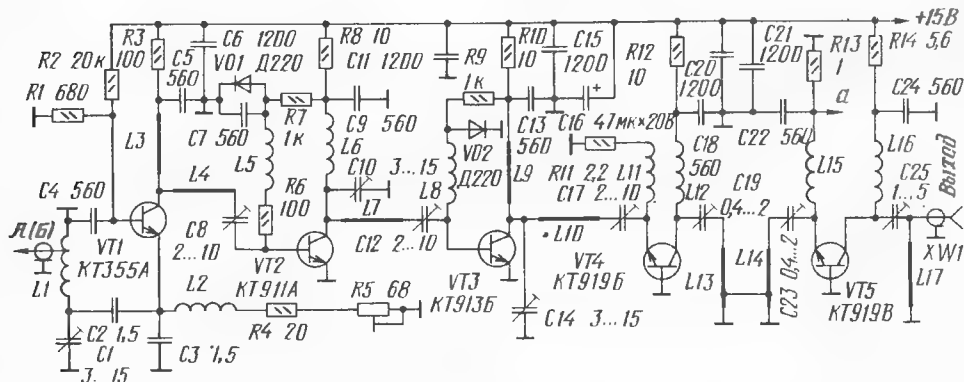 +15В
R3 100
C6 1200
R8 10
R10 10
C15 1200
R12 10
C21 1200
R13 1
R14 5,6
R2 20к
C5 560
VD1
Д220
C11 1200
R9 1к
C20 1200
R1 680
C24 560
а
L3
C7 560
R7 1к
C9 560
VD2
C13 560
C16 47мк×20В
C22 560
L5
L6
Д220
L9
R11 2,2
L11
C18 560
L15
L16
L4
C10 3...15
L8
C17 2...10
L12
C19 0,4...2
C25 1...5
Выход
C4 560
R6 100
L7
А(Б)
C8 2...10
C12 2...10
L10
VT1 КТ355А
VT2 КТ911А
VT3 КТ913Б
VT4 КТ919Б
L13
L14
C23 0,4...2
VT5 КТ919В
XW1
L17
L1
L2
R5 68
C2 1,5
R4 20
C14 3...15
C1 3...15
C3 1,5